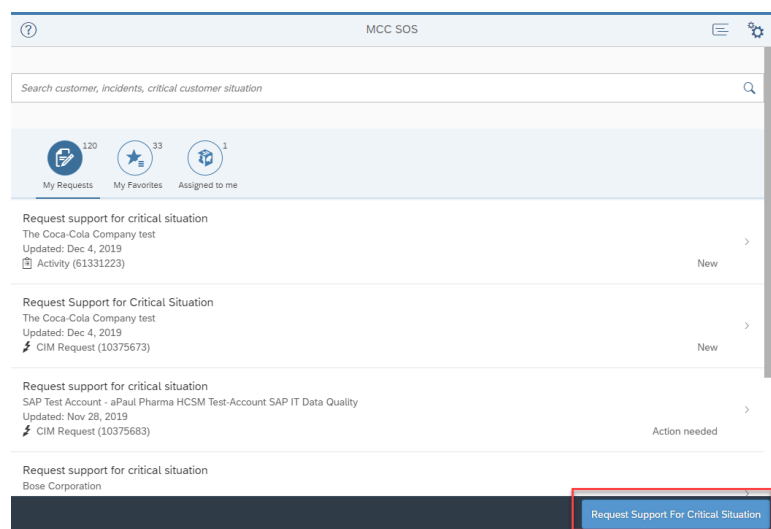 MCC SOS
Search customer, incidents, critical customer situation
120
33
1
My Requests
My Favorites
Assigned to me
Request support for critical situation
The Coca-Cola Company test
Updated: Dec 4, 2019
Activity (61331223)
New
Request Support for Critical Situation
The Coca-Cola Company test
Updated: Dec 4, 2019
CIM Request (10375673)
New
Request support for critical situation
SAP Test Account - aPaul Pharma HCSM Test-Account SAP IT Data Quality
Updated: Nov 28, 2019
CIM Request (10375683)
Action needed
Request support for critical situation
Bose Corporation
Request Support For Critical Situation